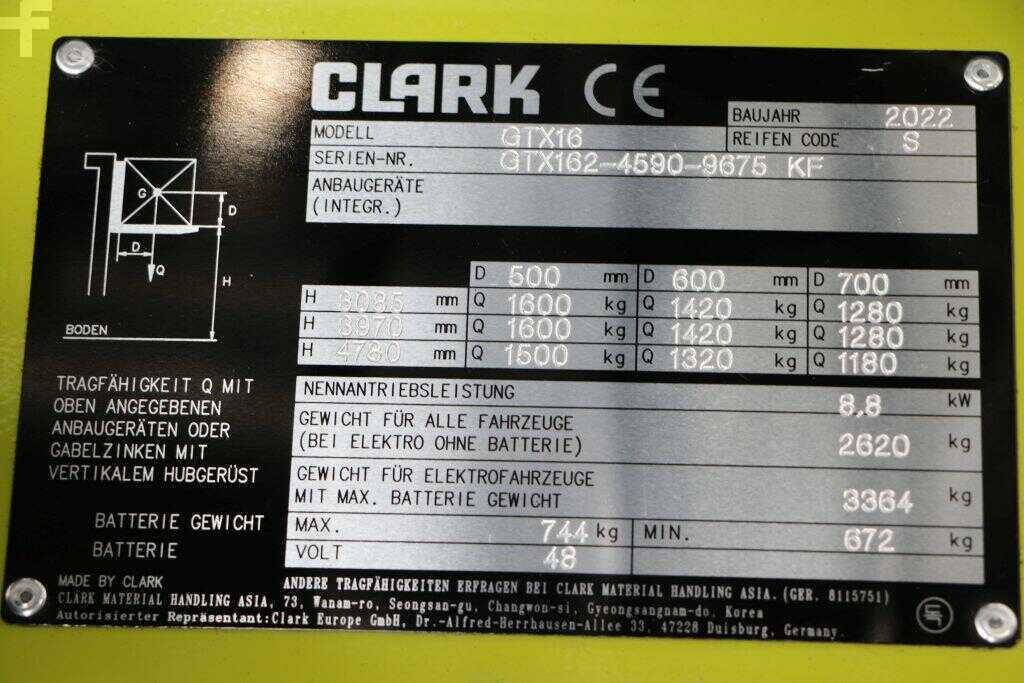 CLARK CE
BAUJAHR 2022
MODELL GTX16 REIFEN CODE S
SERIEN-NR. GTX162-4590-9675 KF
ANBAUGERÄTE
(INTEGR.)
G
D
D
Q
H
BODEN
D 500 mm D 600 mm D 700 mm
H 3085 mm Q 1600 kg Q 1420 kg Q 1280 kg
H 3970 mm Q 1600 kg Q 1420 kg Q 1280 kg
H 4780 mm Q 1500 kg Q 1320 kg Q 1180 kg
TRAGFÄHIGKEIT Q MIT
OBEN ANGEGEBENEN
ANBAUGERÄTEN ODER
GABELZINKEN MIT
VERTIKALEM HUBGERÜST
NENNANTRIEBSLEISTUNG 8.8 kW
GEWICHT FÜR ALLE FAHRZEUGE
(BEI ELEKTRO OHNE BATTERIE) 2620 kg
GEWICHT FÜR ELEKTROFAHRZEUGE
MIT MAX. BATTERIE GEWICHT 3364 kg
BATTERIE GEWICHT MAX. 744 kg MIN. 672 kg
BATTERIE VOLT 48
MADE BY CLARK ANDERE TRAGFÄHIGKEITEN ERFRAGEN BEI CLARK MATERIAL HANDLING ASIA. (GER. 8115751)
CLARK MATERIAL HANDLING ASIA, 73, Wanam-ro, Seongsan-gu, Changwon-si, Gyeongsangnam-do, Korea
Autorisierter Repräsentant:Clark Europe GmbH, Dr.-Alfred-Herrhausen-Allee 33, 47228 Duisburg, Germany.